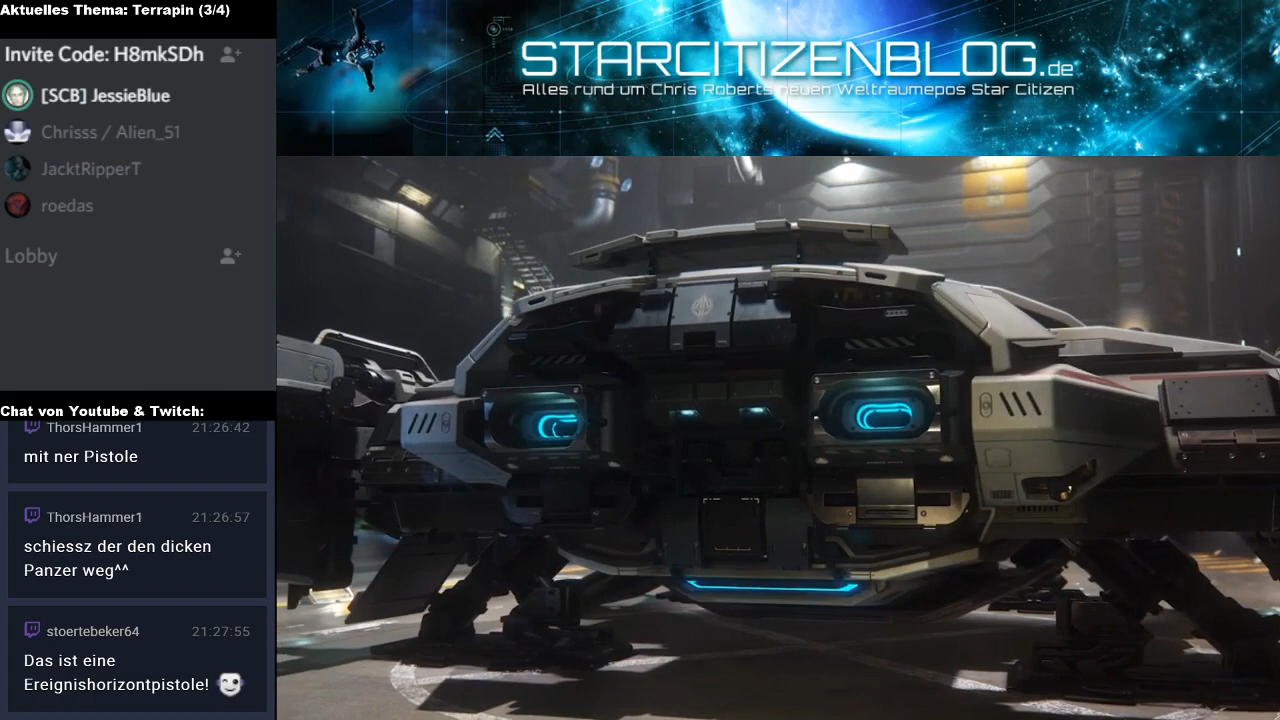 Aktuelles Thema: Terrapin (3/4)
Invite Code: H8mkSDh
[SCB] JessieBlue
Chrisss / Alien_51
JacktRipperT
roedas
Lobby
Chat von Youtube & Twitch:
ThorsHammer1 21:26:42
mit ner Pistole
ThorsHammer1 21:26:57
schiessz der den dicken
Panzer weg^^
stoertebeker64 21:27:55
Das ist eine
Ereignishorizontpistole!
STARCITIZENBLOG.de
Alles rund um Chris Roberts neuen Weltraumepos Star Citizen